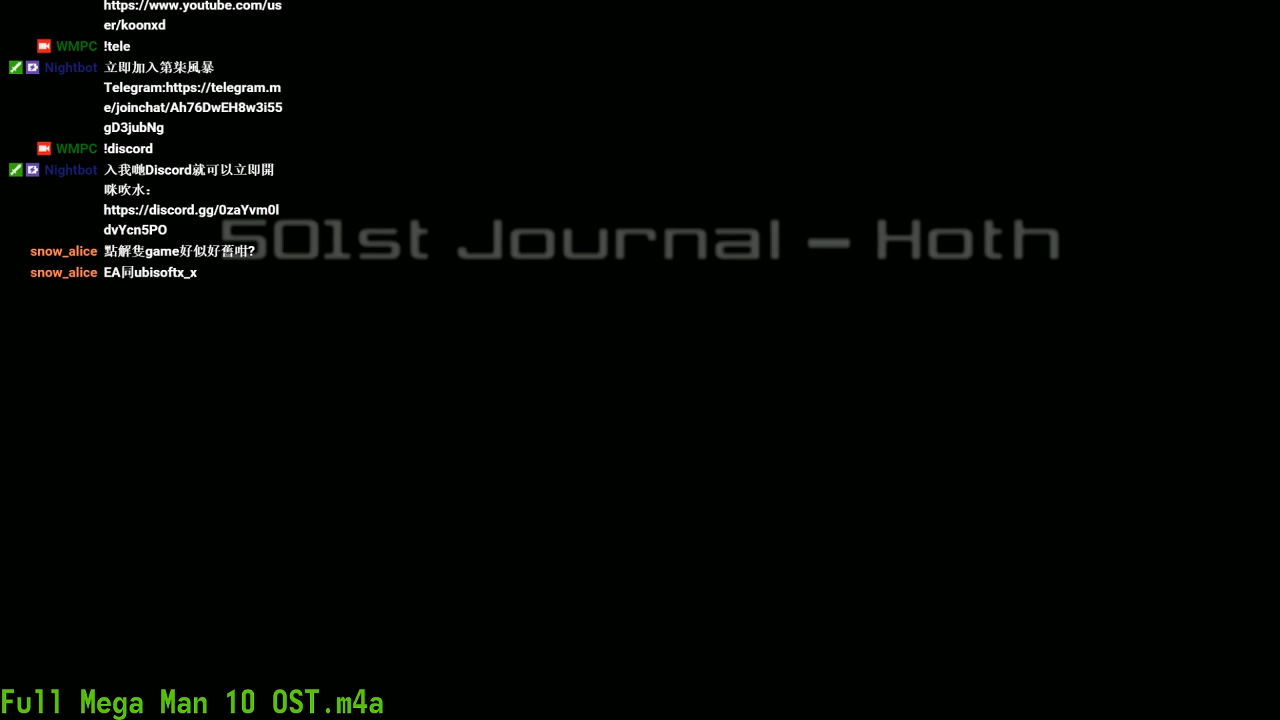 https://www.youtube.com/us
er/koonxd
WMPC !tele
Nightbot 立即加入第柒風暴
Telegram:https://telegram.m
e/joinchat/Ah76DwEH8w3i55
gD3jubNg
WMPC !discord
Nightbot 入我哋Discord就可以立即開
咪吹水：
https://discord.gg/0zaYvm0l
dvYcn5PO
501st Journal – Hoth
snow_alice 點解隻game好似好舊咁?
snow_alice EA同ubisoftx_x
Full Mega Man 10 OST.m4a